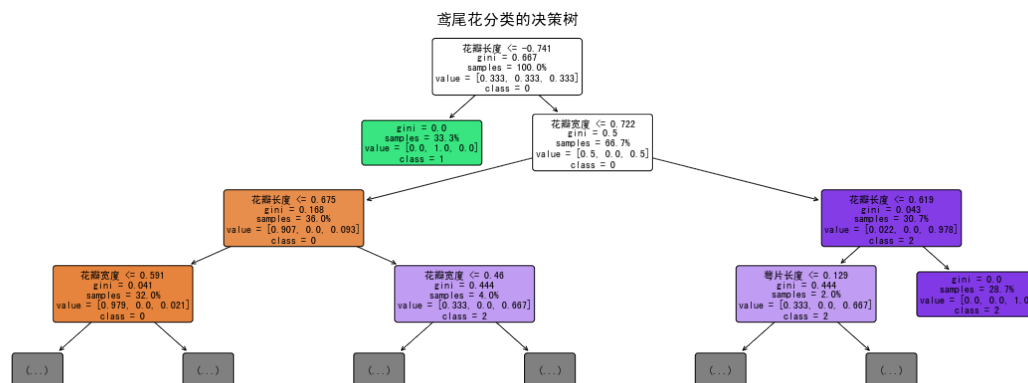 鸢尾花分类的决策树
花瓣长度 <= -0.741
gini = 0.667
samples = 100.0%
value = [0.333, 0.333, 0.333]
class = 0
gini = 0.0
samples = 33.3%
value = [0.0, 1.0, 0.0]
class = 1
花瓣宽度 <= 0.722
gini = 0.5
samples = 66.7%
value = [0.5, 0.0, 0.5]
class = 0
花瓣长度 <= 0.675
gini = 0.168
samples = 36.0%
value = [0.907, 0.0, 0.093]
class = 0
花瓣长度 <= 0.619
gini = 0.043
samples = 30.7%
value = [0.022, 0.0, 0.978]
class = 2
花瓣宽度 <= 0.591
gini = 0.041
samples = 32.0%
value = [0.979, 0.0, 0.021]
class = 0
花瓣宽度 <= 0.46
gini = 0.444
samples = 4.0%
value = [0.333, 0.0, 0.667]
class = 2
萼片长度 <= 0.129
gini = 0.444
samples = 2.0%
value = [0.333, 0.0, 0.667]
class = 2
gini = 0.0
samples = 28.7%
value = [0.0, 0.0, 1.0
class = 2
(...)
(...)
(...)
(...)
(...)
(...)